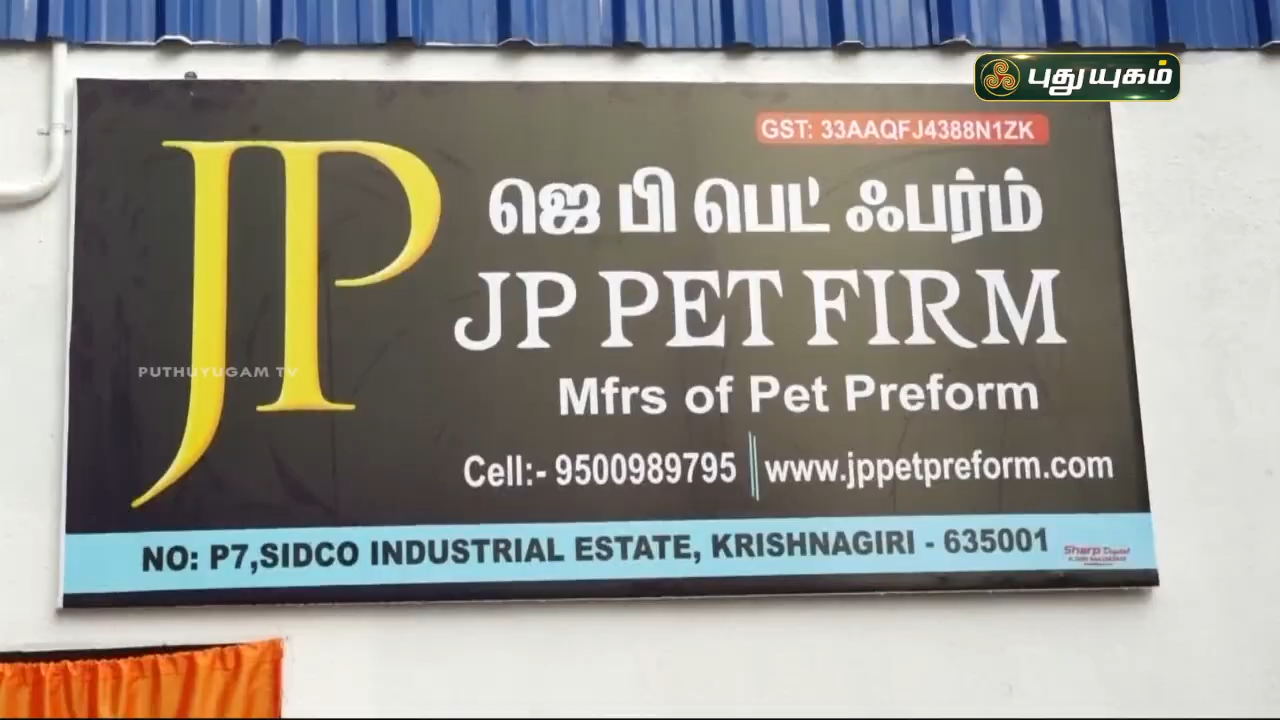 புதுயுகம்
GST: 33AAQFJ4388N1ZK
JP
ஜெ பி பெட் ஃபர்ம்
JP PET FIRM
PUTHUYUGAM TV
Mfrs of Pet Preform
Cell:- 9500989795 www.jppetpreform.com
NO: P7,SIDCO INDUSTRIAL ESTATE, KRISHNAGIRI - 635001
Sharp Digital